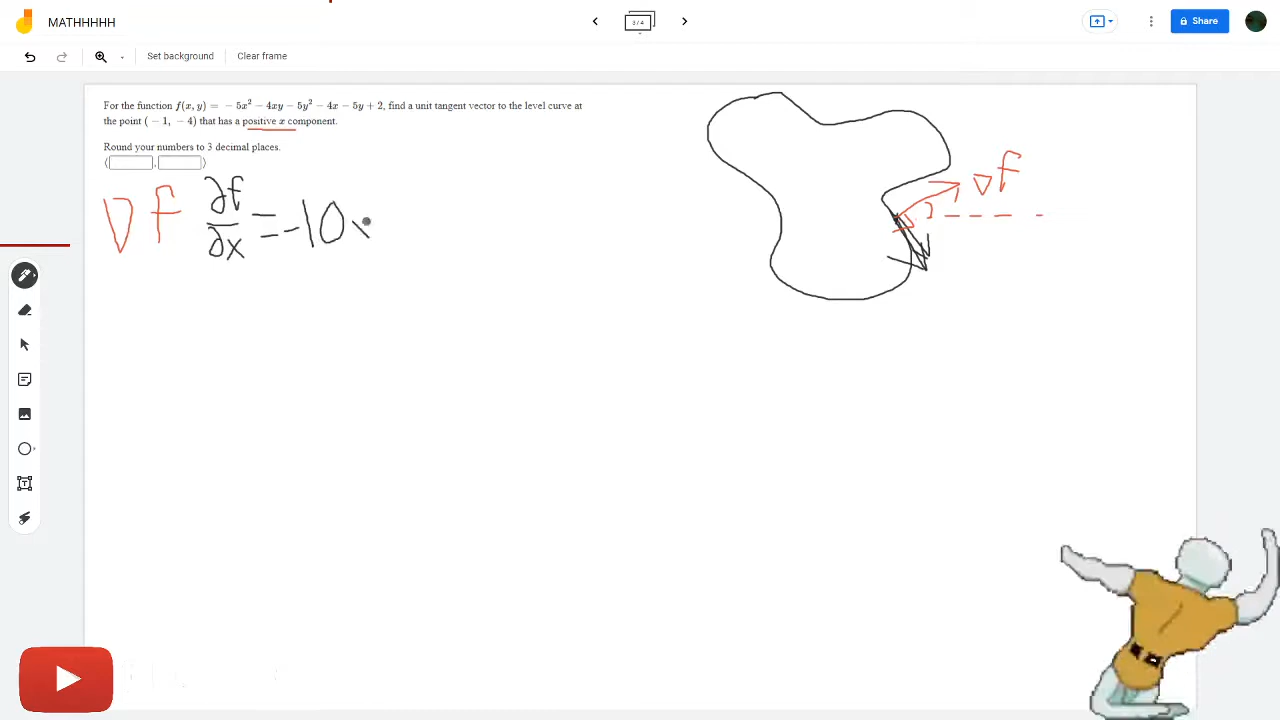 MATHHHHH
3 / 4
Share
Set background
Clear frame
For the function f(x, y) = − 5x² − 4xy − 5y² − 4x − 5y + 2, find a unit tangent vector to the level curve at
the point ( − 1, − 4) that has a positive x component.
Round your numbers to 3 decimal places.
( , )
∇f ∂f/∂x = -10x
∇f